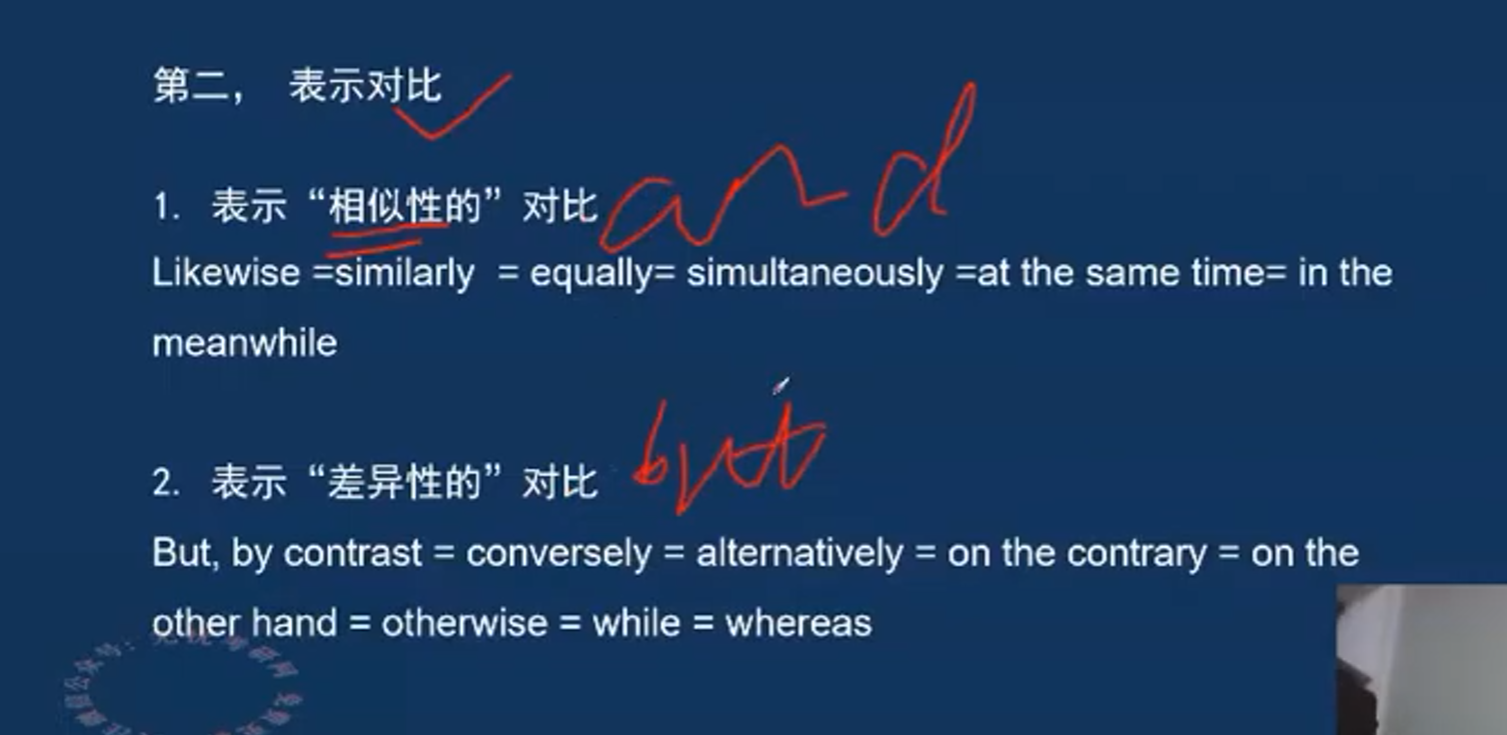 第二， 表示对比
1. 表示“相似性的”对比 and
Likewise =similarly = equally= simultaneously =at the same time= in the
meanwhile
2. 表示“差异性的”对比 but
But, by contrast = conversely = alternatively = on the contrary = on the
other hand = otherwise = while = whereas